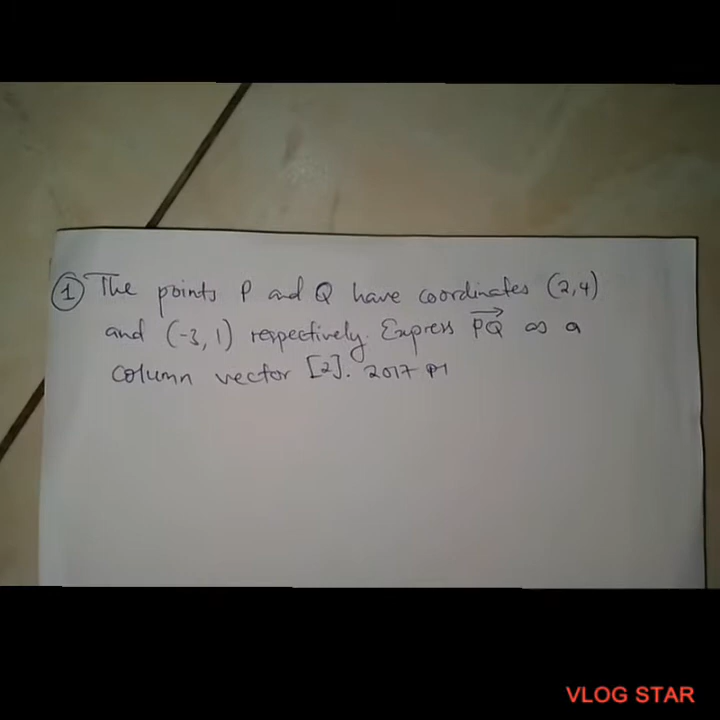 ① The points P and Q have coordinates (2,4)
and (-3, 1) respectively. Express $\overrightarrow{PQ}$ as a
column vector [2]. 2017 P1
VLOG STAR